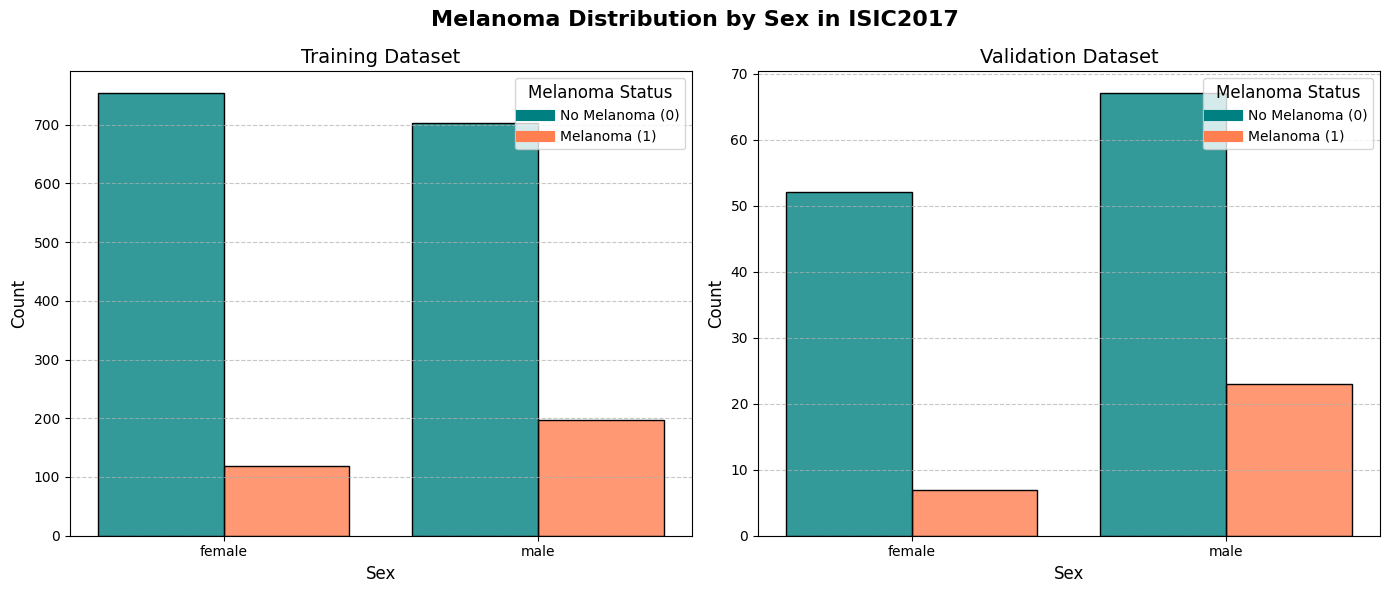 Melanoma Distribution by Sex in ISIC2017
Training Dataset
Melanoma Status
No Melanoma (0)
Melanoma (1)
700
600
500
400
300
200
100
0
Count
female
male
Sex
Validation Dataset
Melanoma Status
No Melanoma (0)
Melanoma (1)
70
60
50
40
30
20
10
0
Count
female
male
Sex